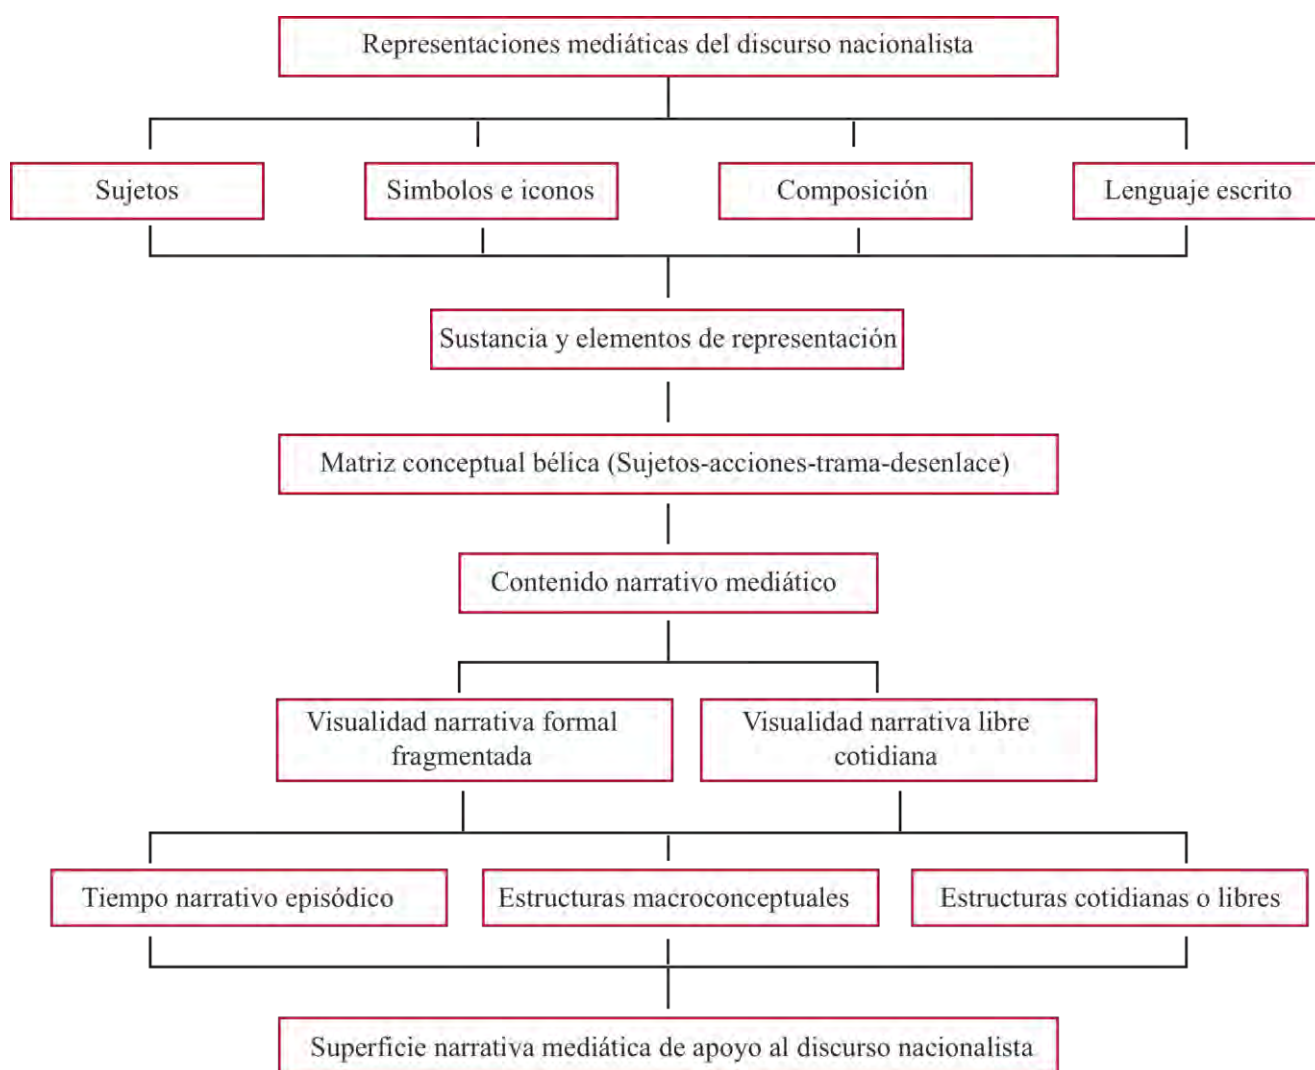 Representaciones mediáticas del discurso nacionalista
Sujetos
Simbolos e iconos
Composición
Lenguaje escrito
Sustancia y elementos de representación
Matriz conceptual bélica (Sujetos-acciones-trama-desenlace)
Contenido narrativo mediático
Visualidad narrativa formal
fragmentada
Visualidad narrativa libre
cotidiana
Tiempo narrativo episódico
Estructuras macroconceptuales
Estructuras cotidianas o libres
Superficie narrativa mediática de apoyo al discurso nacionalista